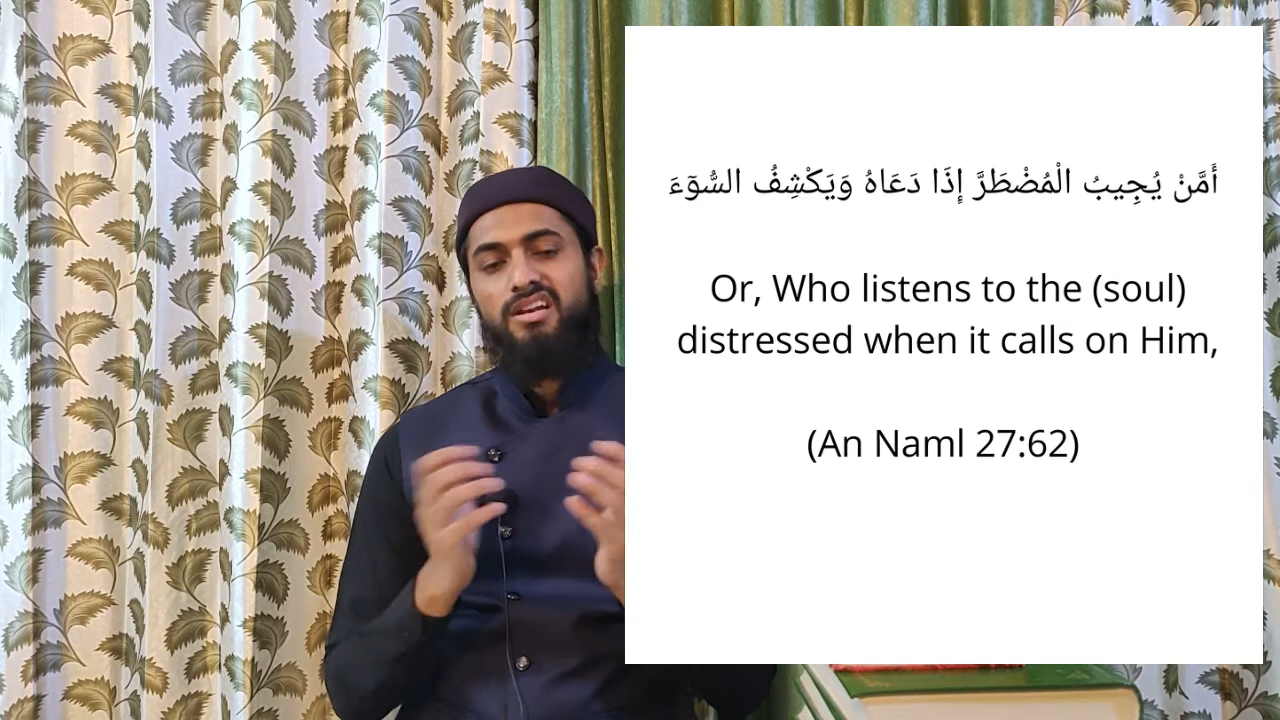 أَمَّنْ يُجِيبُ الْمُضْطَرَّ إِذَا دَعَاهُ وَيَكْشِفُ السُّوٓءَ
Or, Who listens to the (soul)
distressed when it calls on Him,
(An Naml 27:62)